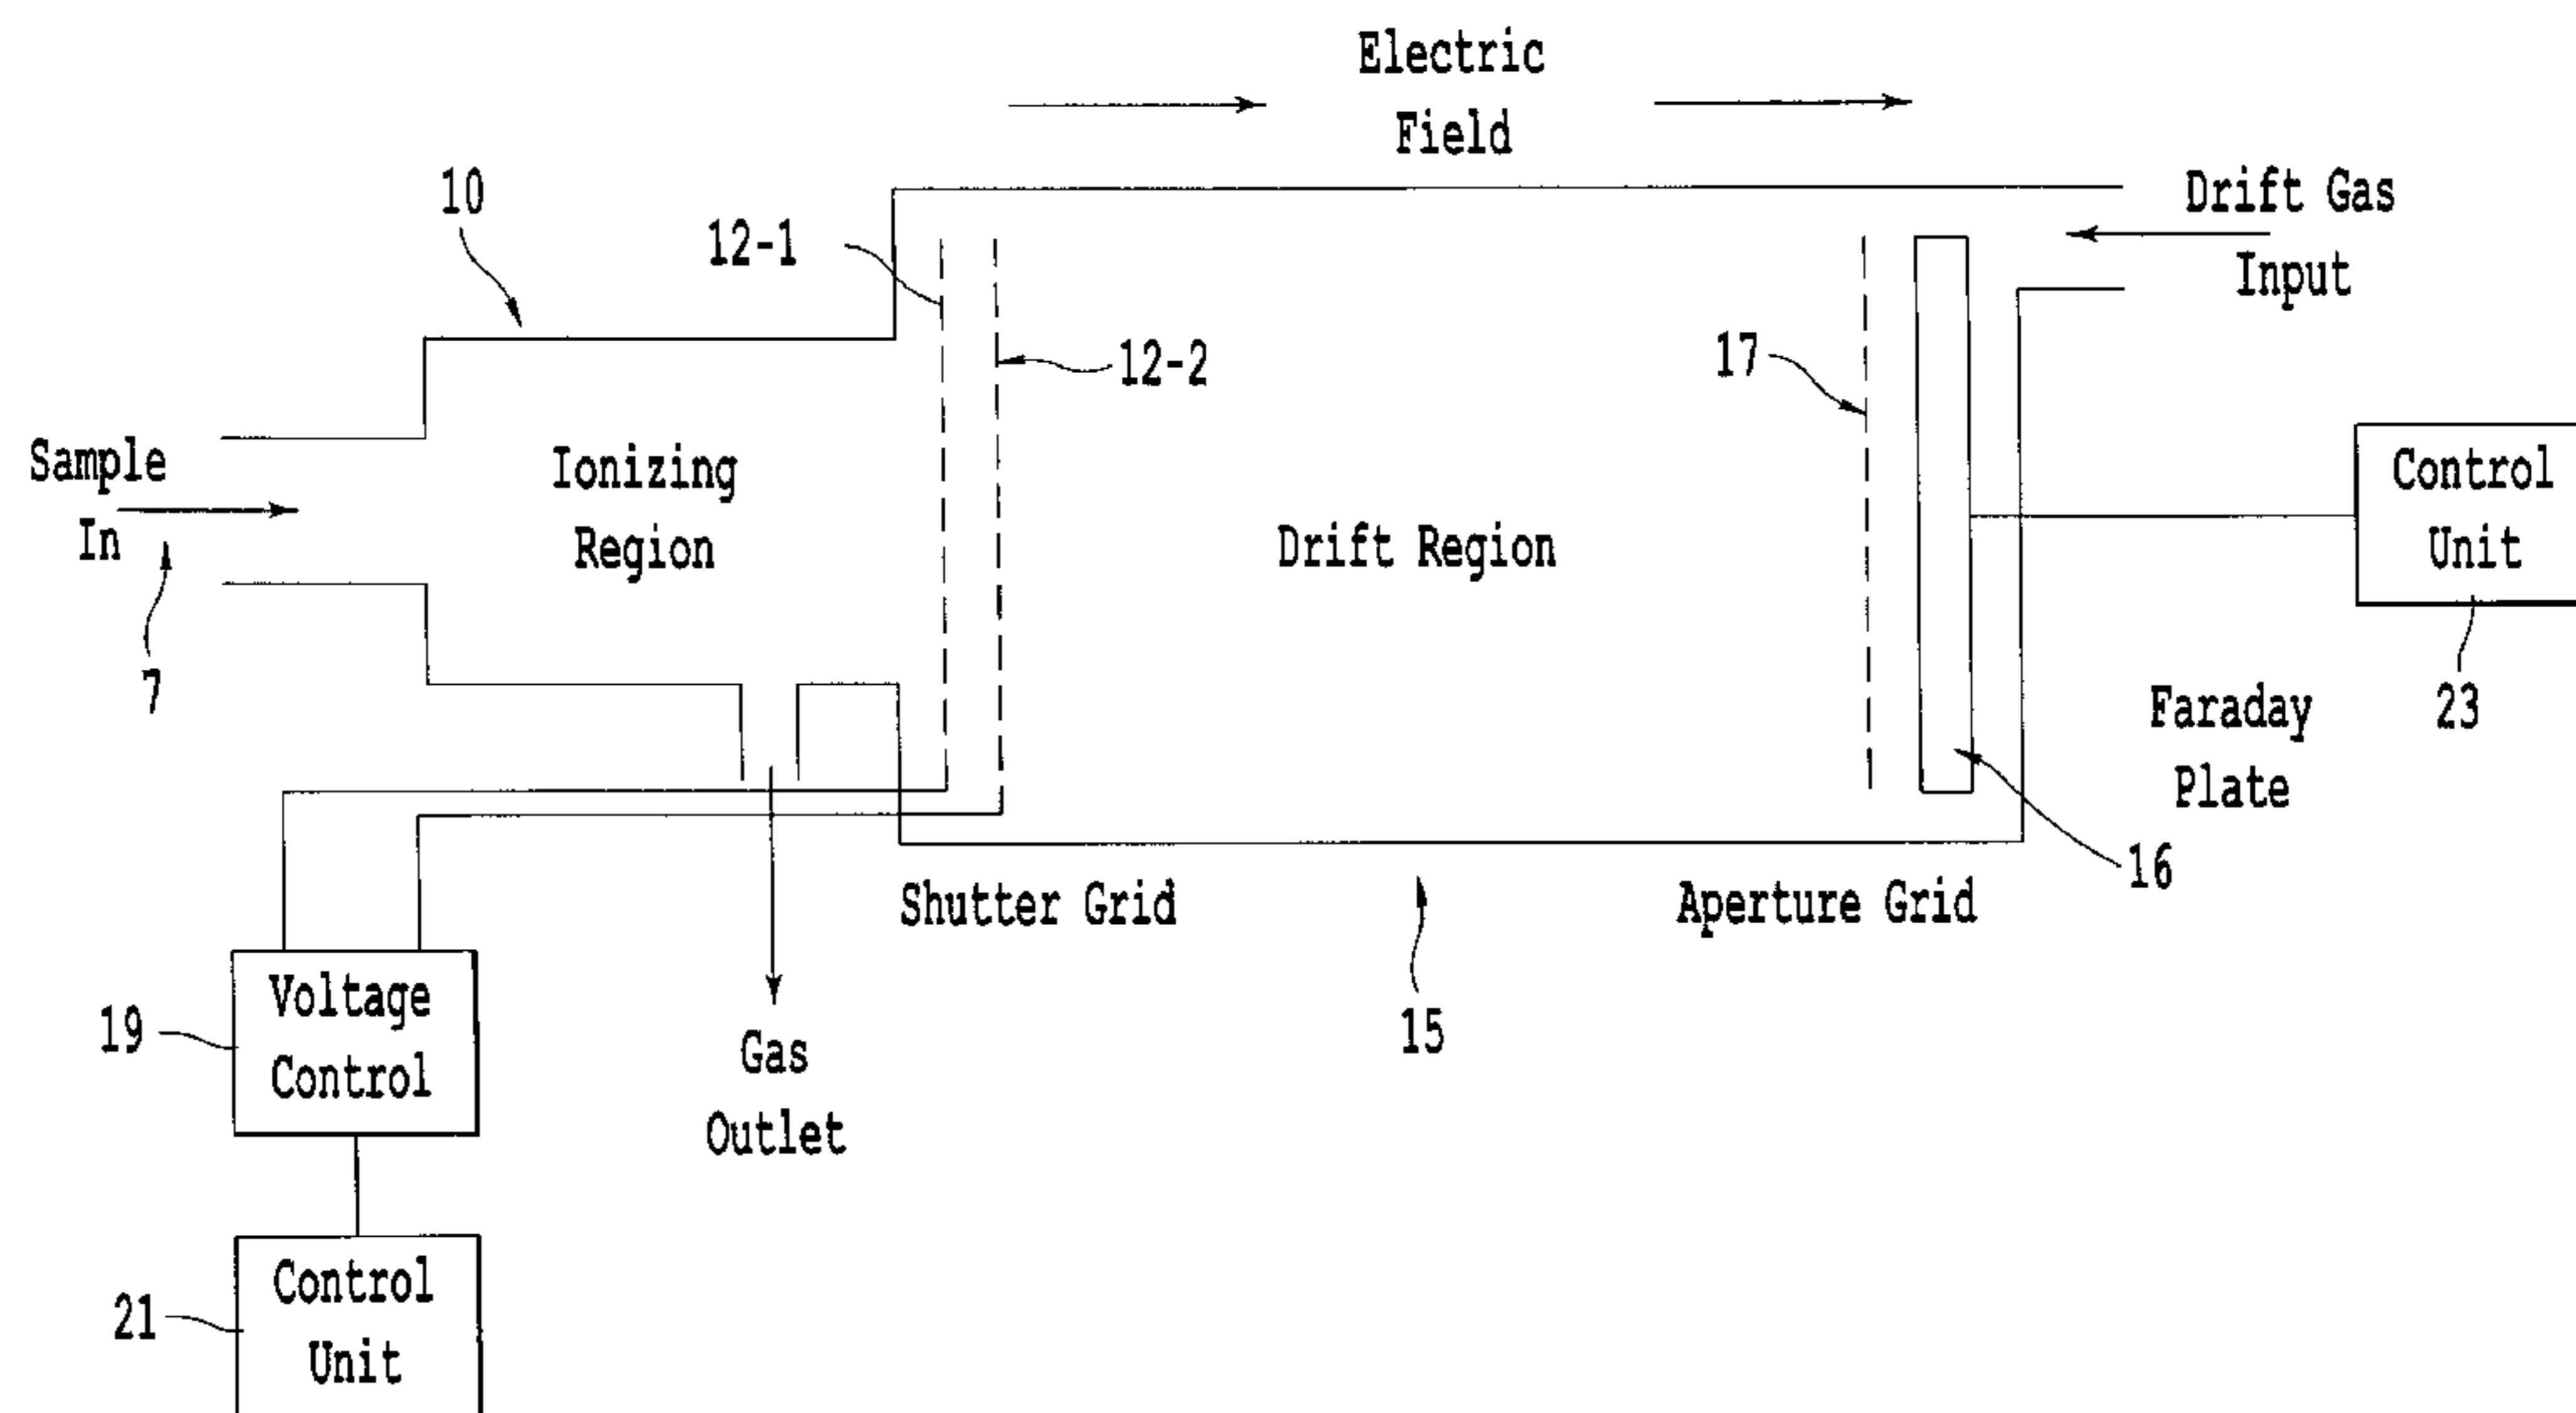 Electric
Field
10
12-1
Drift Gas
Input
12-2
17
Sample
In
Ionizing
Region
Drift Region
Control
Unit
7
23
Faraday
Plate
16
Shutter Grid
Aperture Grid
15
Voltage
Control
19
Gas
Outlet
Control
Unit
21